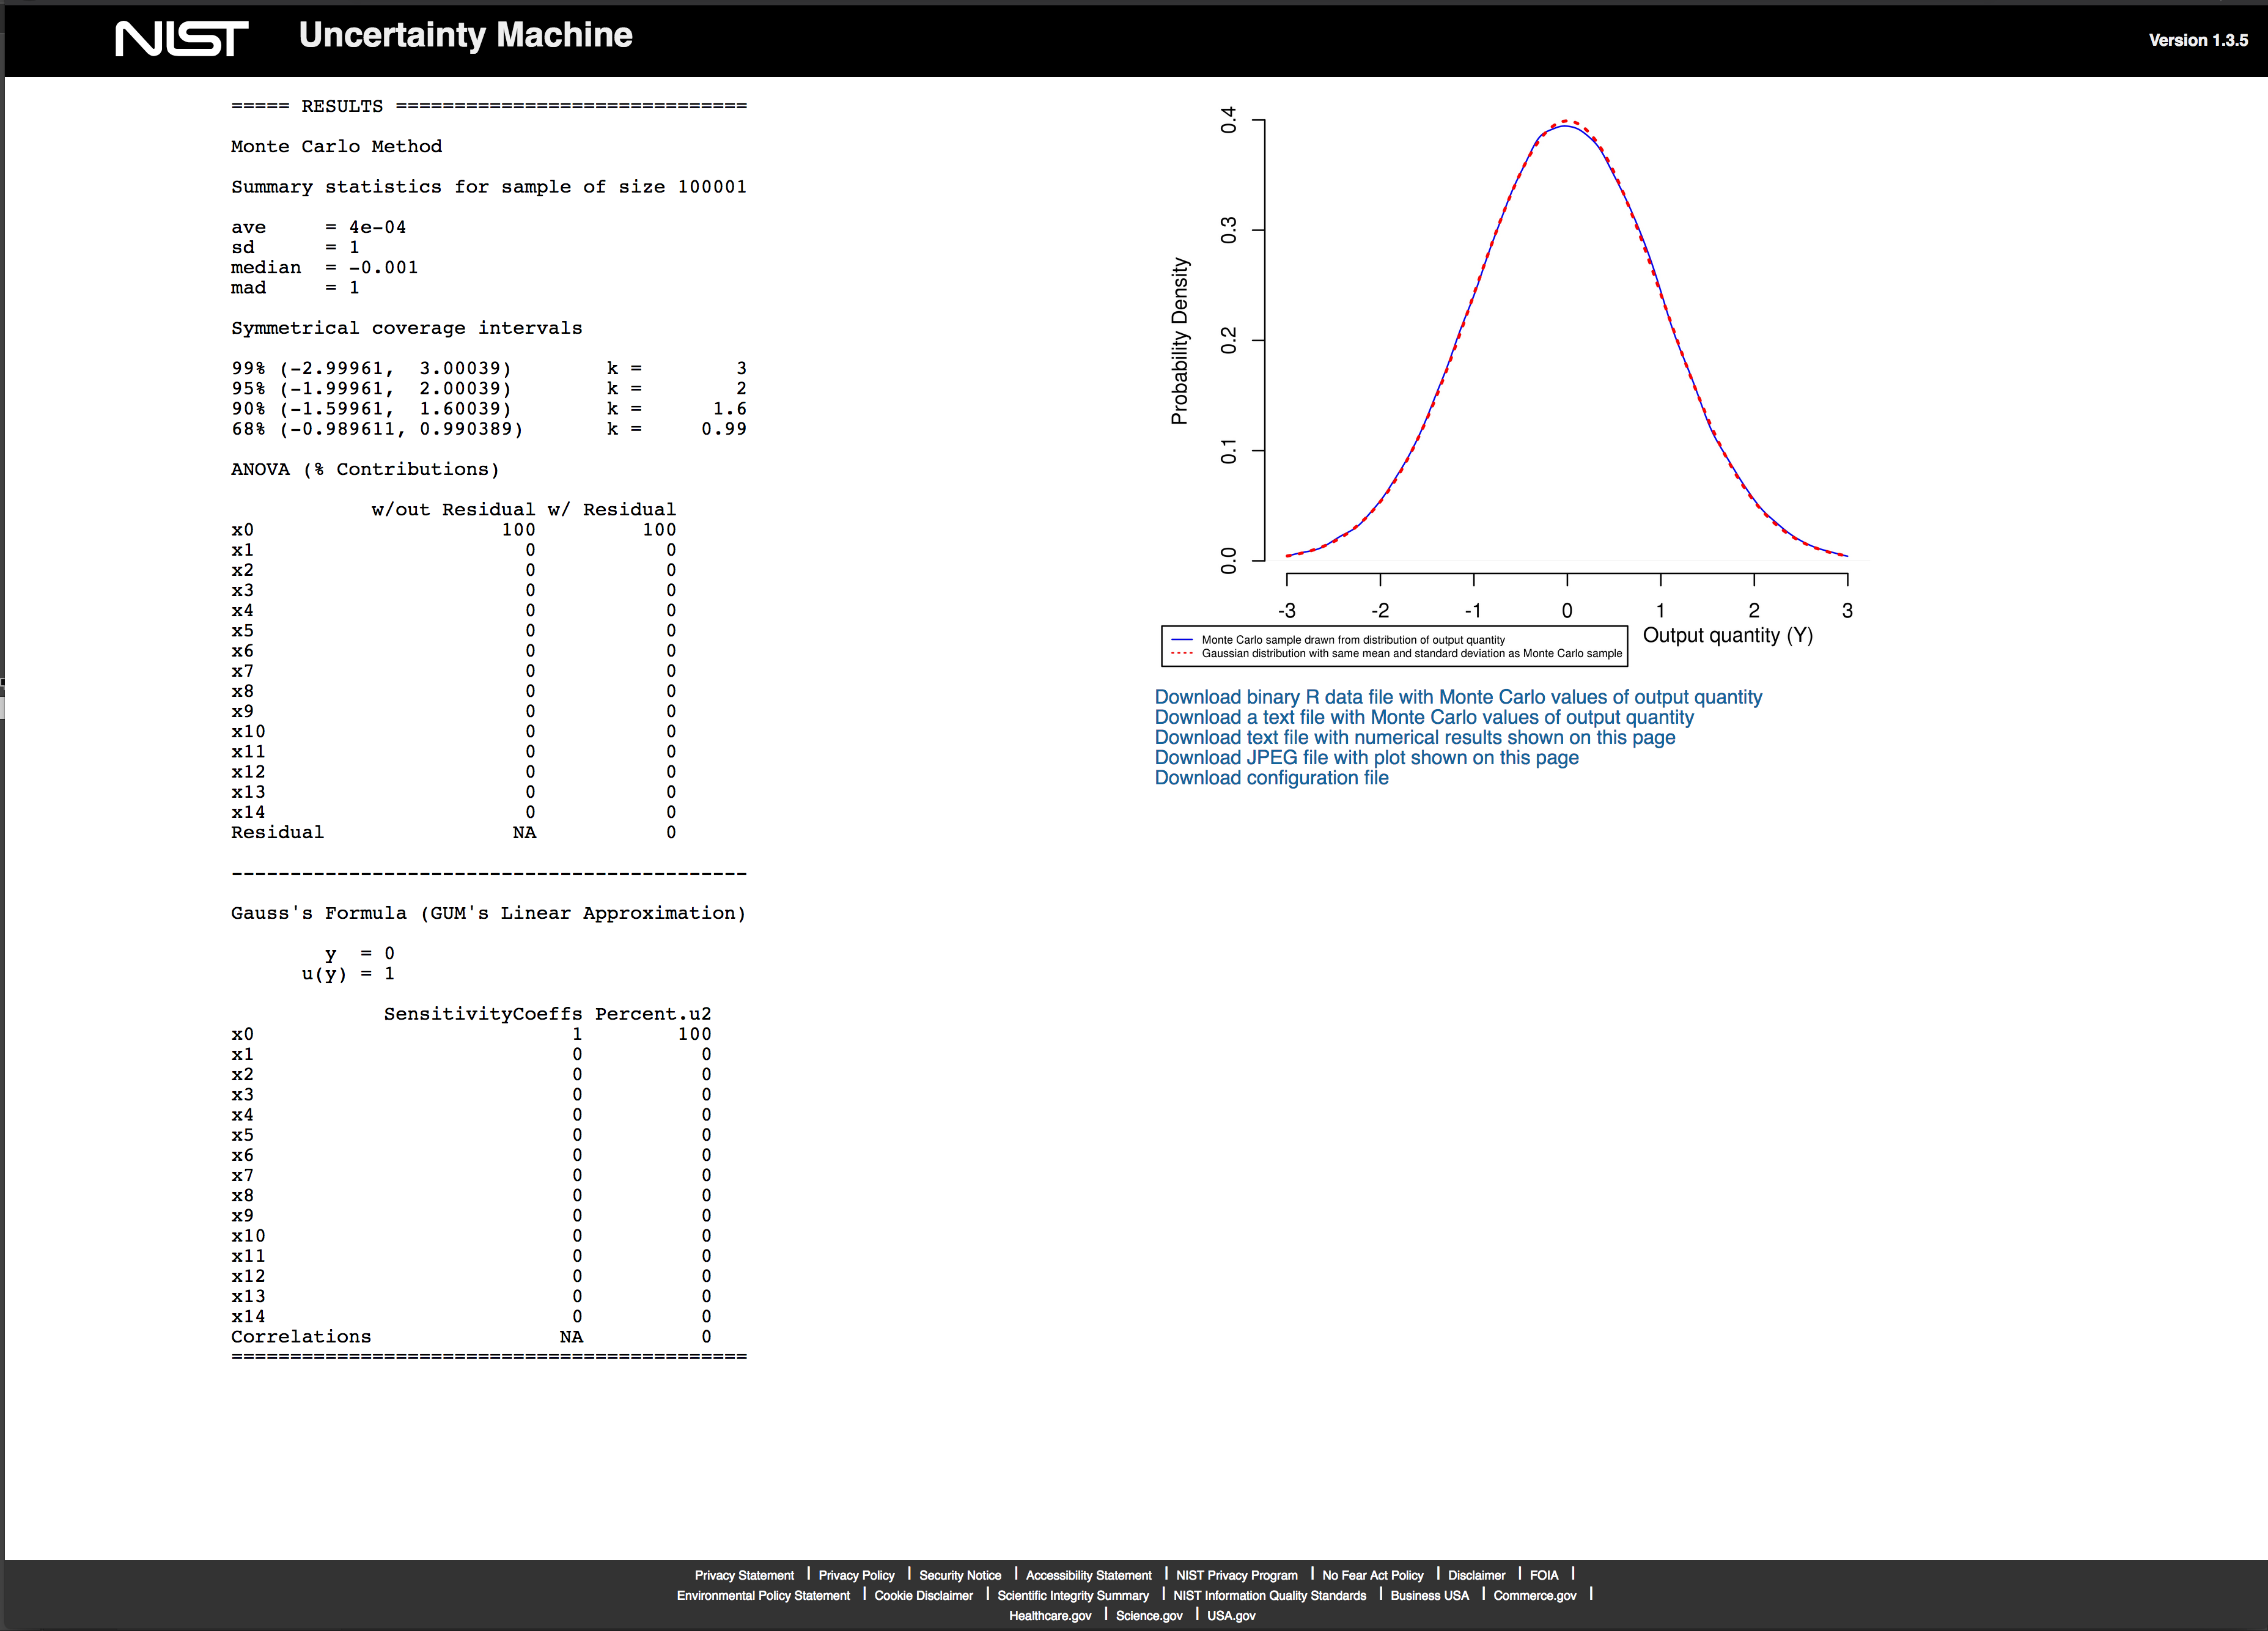 NIST Uncertainty Machine Version 1.3.5
===== RESULTS ==============================
Monte Carlo Method
Summary statistics for sample of size 100001
ave = 4e-04
sd = 1
median = -0.001
mad = 1
Symmetrical coverage intervals
99% (-2.99961, 3.00039) k = 3
95% (-1.99961, 2.00039) k = 2
90% (-1.59961, 1.60039) k = 1.6
68% (-0.989611, 0.990389) k = 0.99
ANOVA (% Contributions)
w/out Residual w/ Residual
x0 100 100
x1 0 0
x2 0 0
x3 0 0
x4 0 0
x5 0 0
x6 0 0
x7 0 0
x8 0 0
x9 0 0
x10 0 0
x11 0 0
x12 0 0
x13 0 0
x14 0 0
Residual NA 0
--------------------------------------------
Gauss's Formula (GUM's Linear Approximation)
y = 0
u(y) = 1
SensitivityCoeffs Percent.u2
x0 1 100
x1 0 0
x2 0 0
x3 0 0
x4 0 0
x5 0 0
x6 0 0
x7 0 0
x8 0 0
x9 0 0
x10 0 0
x11 0 0
x12 0 0
x13 0 0
x14 0 0
Correlations NA 0
============================================
Probability Density
0.4
0.3
0.2
0.1
0.0
-3 -2 -1 0 1 2 3
Output quantity (Y)
Monte Carlo sample drawn from distribution of output quantity
Gaussian distribution with same mean and standard deviation as Monte Carlo sample
Download binary R data file with Monte Carlo values of output quantity
Download a text file with Monte Carlo values of output quantity
Download text file with numerical results shown on this page
Download JPEG file with plot shown on this page
Download configuration file
Privacy Statement | Privacy Policy | Security Notice | Accessibility Statement | NIST Privacy Program | No Fear Act Policy | Disclaimer | FOIA |
Environmental Policy Statement | Cookie Disclaimer | Scientific Integrity Summary | NIST Information Quality Standards | Business USA | Commerce.gov |
Healthcare.gov | Science.gov | USA.gov